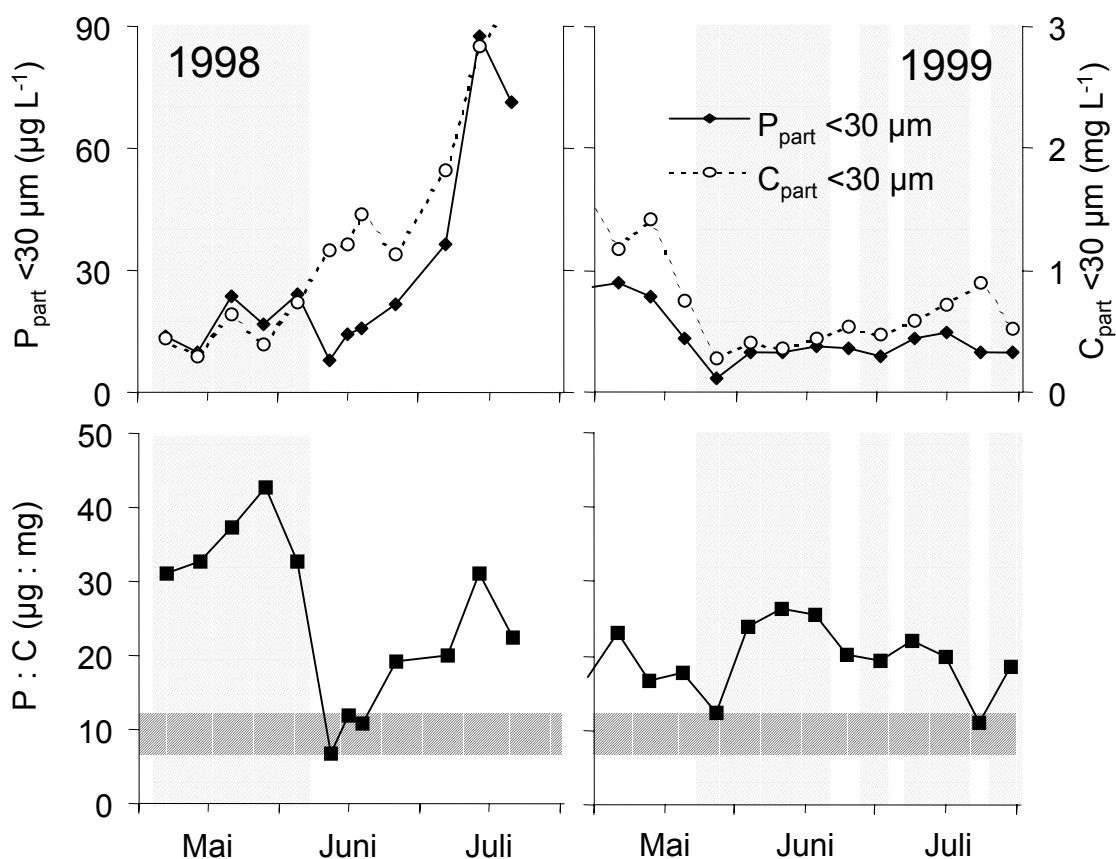 1998
1999
P_part <30 µm (µg L⁻¹)
90
60
30
0
P_part <30 µm
C_part <30 µm
3
2
1
0
C_part <30 µm (mg L⁻¹)
P : C (µg : mg)
50
40
30
20
10
0
Mai Juni Juli
Mai Juni Juli